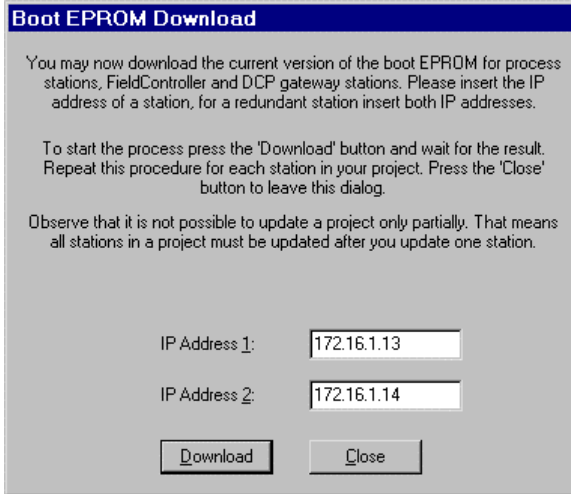 Boot EPROM Download
You may now download the current version of the boot EPROM for process
stations, FieldController and DCP gateway stations. Please insert the IP
address of a station, for a redundant station insert both IP addresses.
To start the process press the 'Download' button and wait for the result.
Repeat this procedure for each station in your project. Press the 'Close'
button to leave this dialog.
Observe that it is not possible to update a project only partially. That means
all stations in a project must be updated after you update one station.
IP Address 1: 172.16.1.13
IP Address 2: 172.16.1.14
Download Close